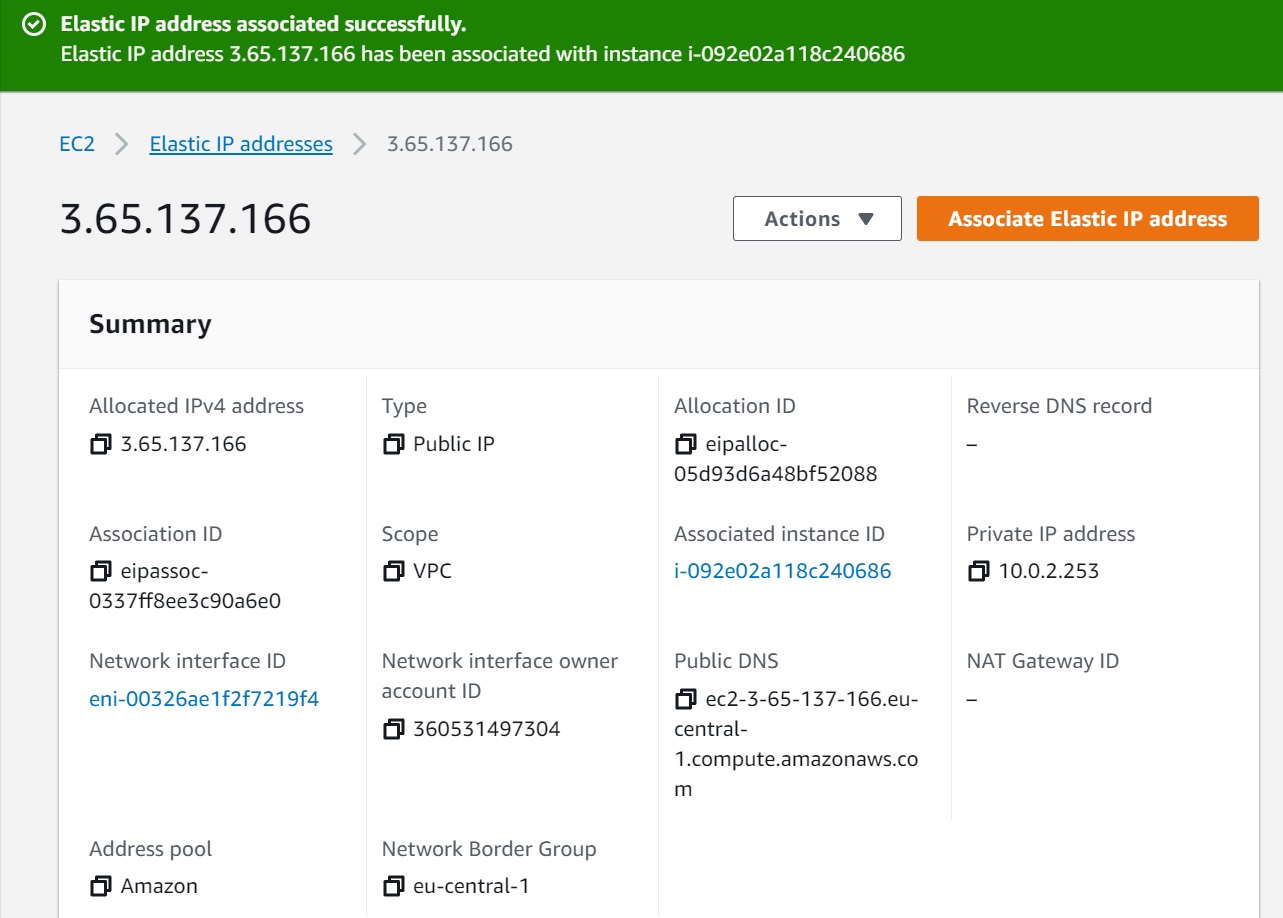 Elastic IP address associated successfully.
Elastic IP address 3.65.137.166 has been associated with instance i-092e02a118c240686
EC2 Elastic IP addresses 3.65.137.166
3.65.137.166
Actions
Associate Elastic IP address
Summary
Allocated IPv4 address
3.65.137.166
Type
Public IP
Allocation ID
eipalloc-
05d93d6a48bf52088
Reverse DNS record
–
Association ID
eipassoc-
0337ff8ee3c90a6e0
Scope
VPC
Associated instance ID
i-092e02a118c240686
Private IP address
10.0.2.253
Network interface ID
eni-00326ae1f2f7219f4
Network interface owner
account ID
360531497304
Public DNS
ec2-3-65-137-166.eu-
central-
1.compute.amazonaws.co
m
NAT Gateway ID
–
Address pool
Amazon
Network Border Group
eu-central-1